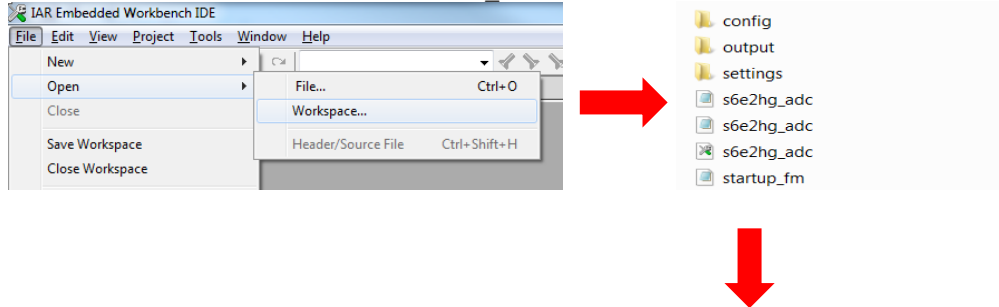 IAR Embedded Workbench IDE
File Edit View Project Tools Window Help
New
Open
Close
Save Workspace
Close Workspace
File... Ctrl+O
Workspace...
Header/Source File Ctrl+Shift+H
config
output
settings
s6e2hg_adc
s6e2hg_adc
s6e2hg_adc
startup_fm